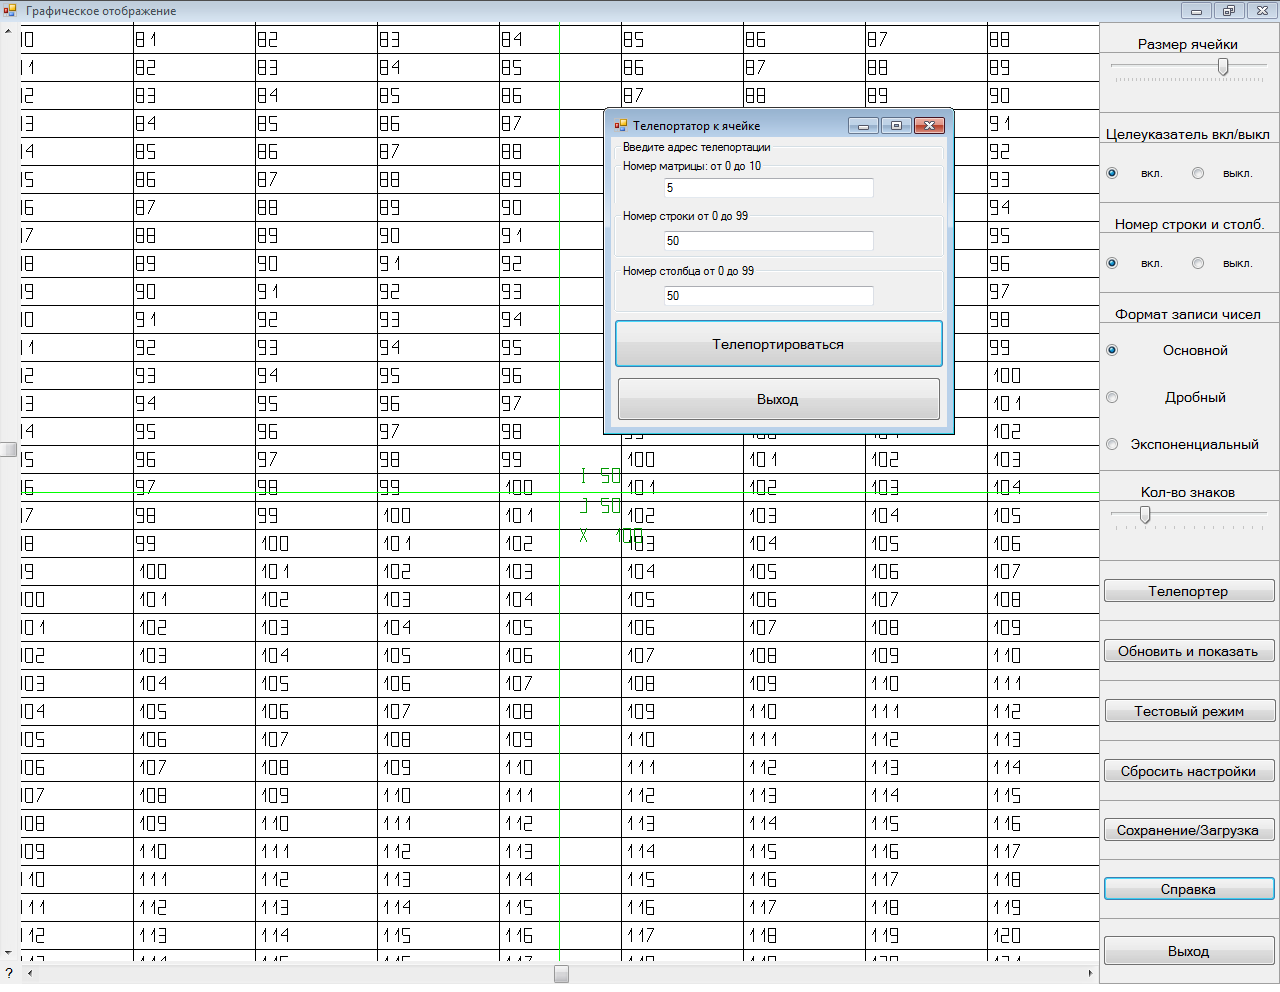 Графическое отображение
80 81 82 83 84 85 86 87 88
81 82 83 84 85 86 87 88 89
82 83 84 85 86 87 88 89 90
83 84 85 86 87 91
84 85 86 87 88 92
85 86 87 88 89 93
86 87 88 89 90 94
87 88 89 90 91 95
88 89 90 91 92 96
89 90 91 92 93 97
90 91 92 93 94 98
91 92 93 94 95 99
92 93 94 95 96 100
93 94 95 96 97 101
94 95 96 97 98 99 100 101 102
95 96 97 98 99 100 101 102 103
96 97 98 99 100 101 102 103 104
97 98 99 100 101 102 103 104 105
98 99 100 101 102 103 104 105 106
99 100 101 102 103 104 105 106 107
100 101 102 103 104 105 106 107 108
101 102 103 104 105 106 107 108 109
102 103 104 105 106 107 108 109 110
103 104 105 106 107 108 109 110 111
104 105 106 107 108 109 110 111 112
105 106 107 108 109 110 111 112 113
106 107 108 109 110 111 112 113 114
107 108 109 110 111 112 113 114 115
108 109 110 111 112 113 114 115 116
109 110 111 112 113 114 115 116 117
110 111 112 113 114 115 116 117 118
111 112 113 114 115 116 117 118 119
112 113 114 115 116 117 118 119 120
I 50
J 50
X 100
Телепортатор к ячейке
Введите адрес телепортации
Номер матрицы: от 0 до 10
5
Номер строки от 0 до 99
50
Номер столбца от 0 до 99
50
Телепортироваться
Выход
Размер ячейки
Целеуказатель вкл/выкл
вкл. выкл.
Номер строки и столб.
вкл. выкл.
Формат записи чисел
Основной
Дробный
Экспоненциальный
Кол-во знаков
Телепортер
Обновить и показать
Тестовый режим
Сбросить настройки
Сохранение/Загрузка
Справка
Выход
?